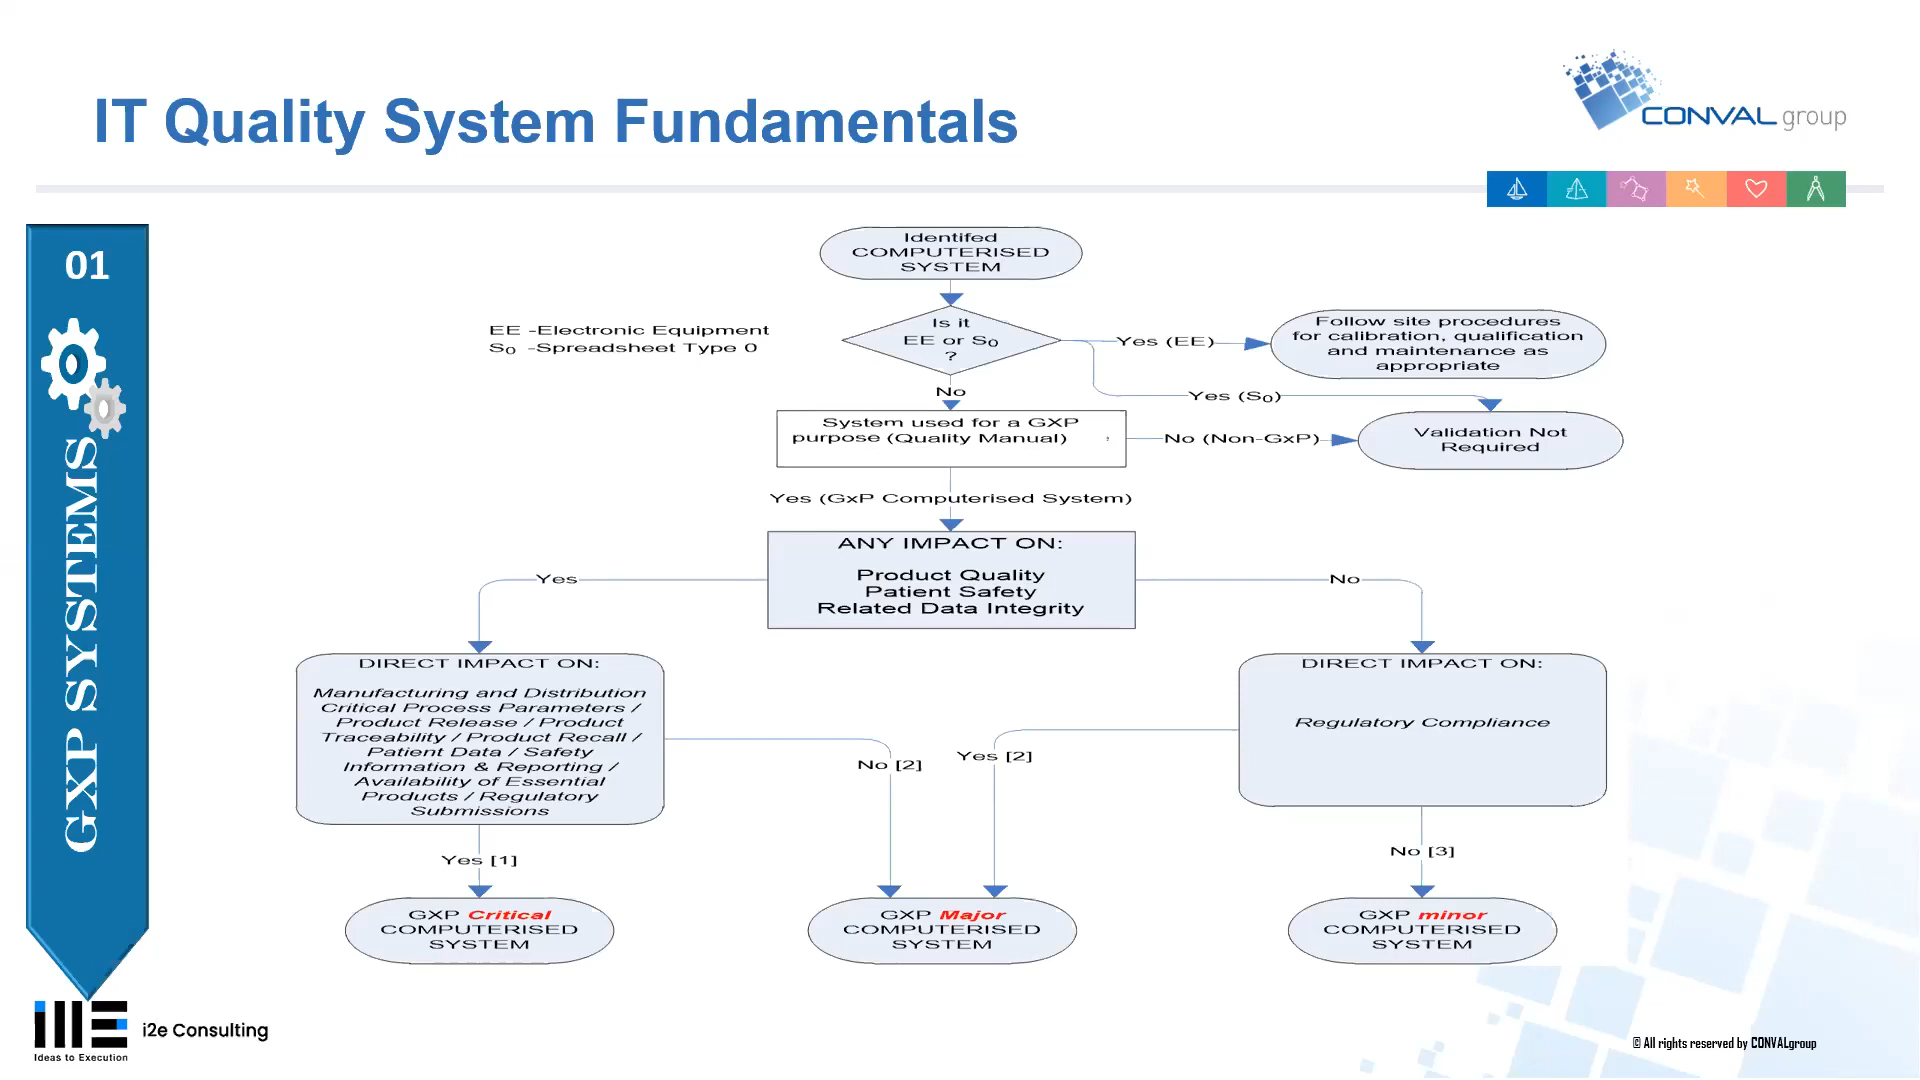 IT Quality System Fundamentals
CONVAL group
01
GXP SYSTEMS
Identifed
COMPUTERISED
SYSTEM
EE -Electronic Equipment
S0 -Spreadsheet Type 0
Is it
EE or S0
?
Yes (EE)
Follow site procedures
for calibration, qualification
and maintenance as
appropriate
No
Yes (S0)
System used for a GXP
purpose (Quality Manual) ,
No (Non-GxP)
Validation Not
Required
Yes (GxP Computerised System)
ANY IMPACT ON:
Product Quality
Patient Safety
Related Data Integrity
Yes
No
DIRECT IMPACT ON:
Manufacturing and Distribution
Critical Process Parameters /
Product Release / Product
Traceability / Product Recall /
Patient Data / Safety
Information & Reporting /
Availability of Essential
Products / Regulatory
Submissions
DIRECT IMPACT ON:
Regulatory Compliance
No [2]
Yes [2]
Yes [1]
No [3]
GXP Critical
COMPUTERISED
SYSTEM
GXP Major
COMPUTERISED
SYSTEM
GXP minor
COMPUTERISED
SYSTEM
i2e Consulting
Ideas to Execution
© All rights reserved by CONVALgroup